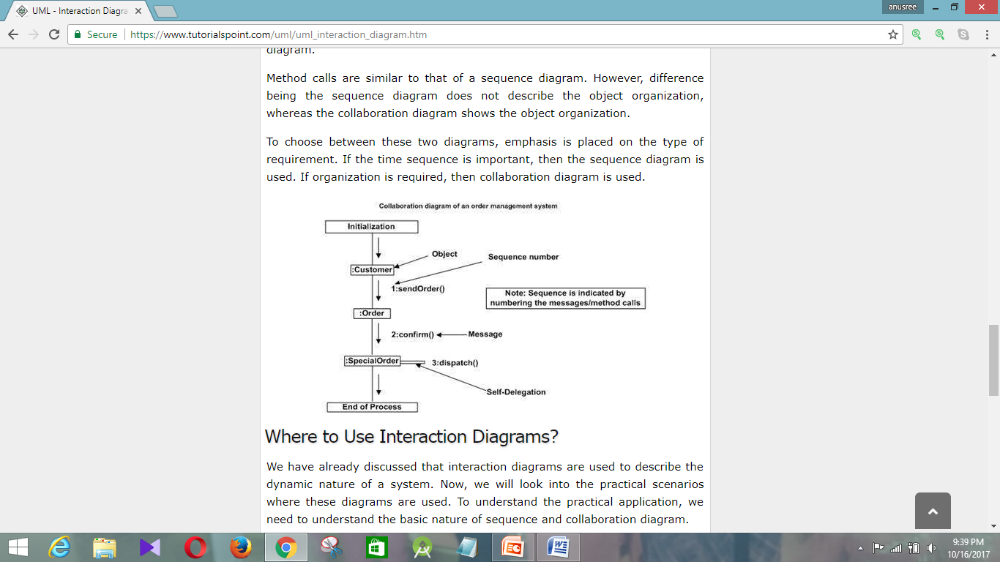 UML - Interaction Diagra
anusree
Secure
https://www.tutorialspoint.com/uml/uml_interaction_diagram.htm
diagram.
Method calls are similar to that of a sequence diagram. However, difference
being the sequence diagram does not describe the object organization,
whereas the collaboration diagram shows the object organization.
To choose between these two diagrams, emphasis is placed on the type of
requirement. If the time sequence is important, then the sequence diagram is
used. If organization is required, then collaboration diagram is used.
Collaboration diagram of an order management system
Initialization
Object
Sequence number
:Customer
1:sendOrder()
Note: Sequence is indicated by
numbering the messages/method calls
:Order
2:confirm()
Message
:SpecialOrder
3:dispatch()
Self-Delegation
End of Process
Where to Use Interaction Diagrams?
We have already discussed that interaction diagrams are used to describe the
dynamic nature of a system. Now, we will look into the practical scenarios
where these diagrams are used. To understand the practical application, we
need to understand the basic nature of sequence and collaboration diagram.
9:39 PM
10/16/2017